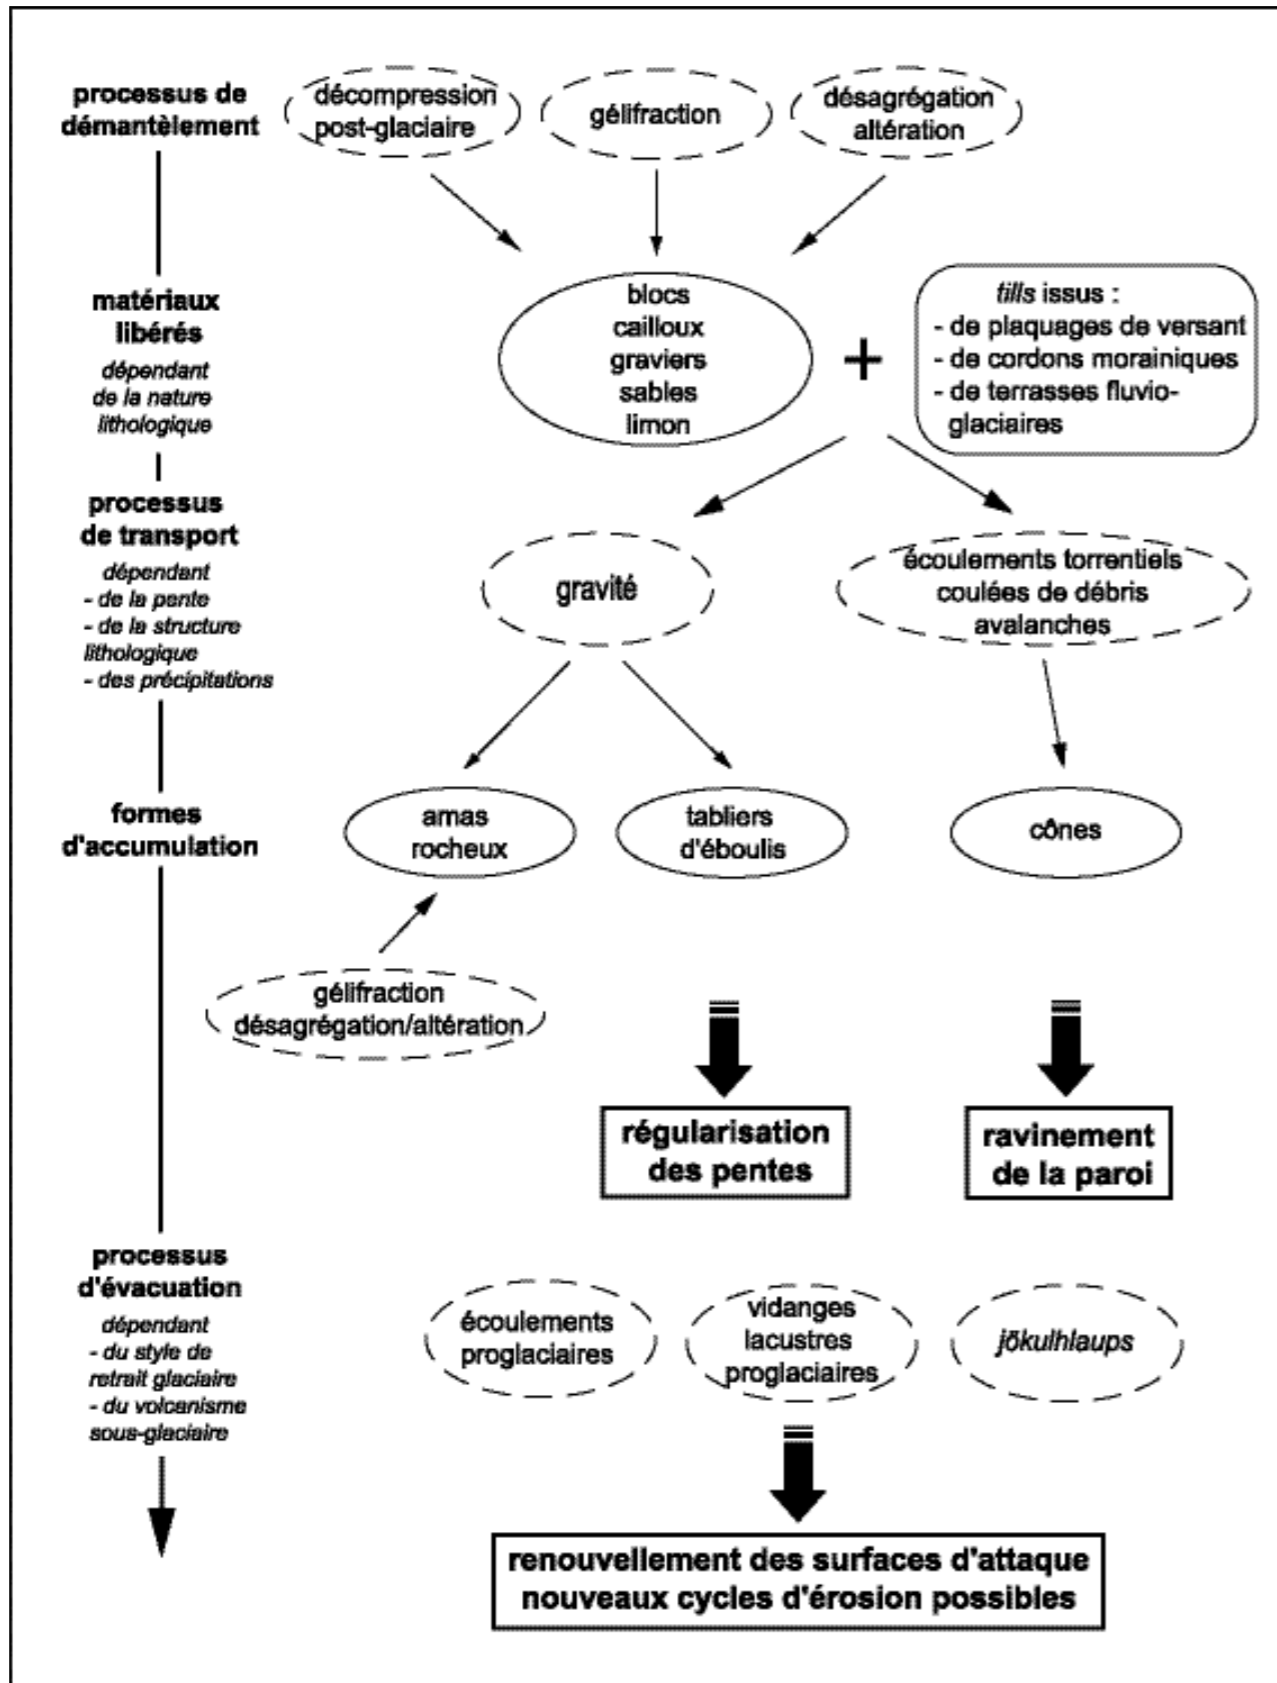 processus de
démantèlement
décompression
post-glaciaire
gélifraction
désagrégation
altération
matériaux
libérés
dépendant
de la nature
lithologique
blocs
cailloux
graviers
sables
limon
+
tills issus :
- de plaquages de versant
- de cordons morainiques
- de terrasses fluvio-
glaciaires
processus
de transport
dépendant
- de la pente
- de la structure
lithologique
- des précipitations
gravité
écoulements torrentiels
coulées de débris
avalanches
formes
d'accumulation
amas
rocheux
tabliers
d'éboulis
cônes
gélifraction
désagrégation/altération
régularisation
des pentes
ravinement
de la paroi
processus
d'évacuation
dépendant
- du style de
retrait glaciaire
- du volcanisme
sous-glaciaire
écoulements
proglaciaires
vidanges
lacustres
proglaciaires
jökulhlaups
renouvellement des surfaces d'attaque
nouveaux cycles d'érosion possibles